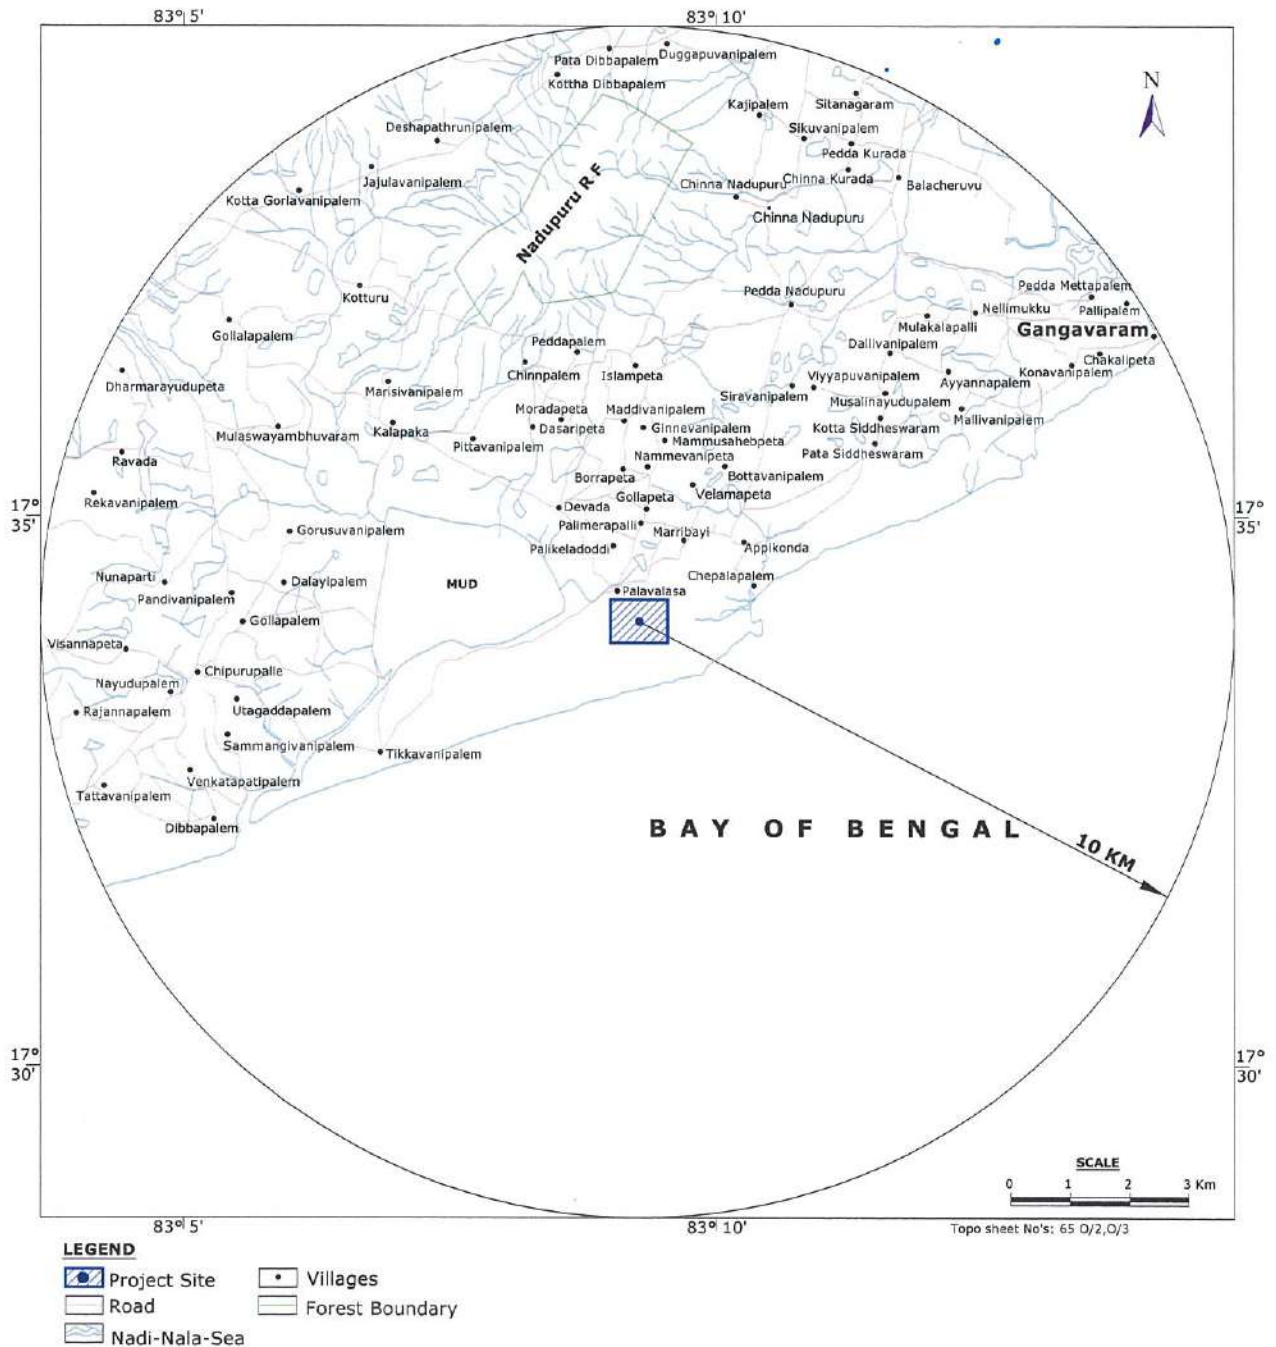 83° 5'
83° 10'
N
Duggapuvanipalem
Pata Dibbapalem
Kottha Dibbapalem
Kajipalem
Sitanagaram
Deshapathrunipalem
Sikuvanipalem
Pedda Kurada
Jajulavanipalem
Chinna Nadupuru
Chinna Kurada
Balacheruvu
Kotta Gorlavanipalem
Nadupuru R F
Chinna Nadupuru
Kotturu
Pedda Nadupuru
Pedda Mettapalem
Nellimukku
Pallipalem
Gollalapalem
Mulakalapalli
Gangavaram
Peddapalem
Dallivanipalem
Chakalipeta
Dharmarayudupeta
Chinnpalem
Islampeta
Viyyapuvanipalem
Konavanipalem
Marisivanipalem
Siravanipalem
Ayyannapalem
Musalinayudupalem
Moradapeta
Maddivanipalem
Mallivanipalem
Mulaswayambhuvaram
Kalapaka
Dasaripeta
Ginnevanipalem
Kotta Siddheswaram
Pittavanipalem
Mammusahebpeta
Pata Siddheswaram
Ravada
Nammevanipeta
Borrapeta
Bottavanipalem
Rekavanipalem
Gollapeta
Velamapeta
17°
35'
Devada
17°
35'
Gorusuvanipalem
Palimerapalli
Marribayi
Palikeladoddi
Appikonda
Nunaparti
Dalayipalem
MUD
Chepalapalem
Pandivanipalem
Palavalasa
Gollapalem
Visannapeta
Chipurupalle
Nayudupalem
Rajannapalem
Utagaddapalem
Sammangivanipalem
Tikkavanipalem
Venkatapatipalem
Tattavanipalem
Dibbapalem
BAY OF BENGAL
10 KM
17°
30'
17°
30'
SCALE
0 1 2 3 Km
83° 5'
83° 10'
Topo sheet No's: 65 O/2,O/3
LEGEND
Project Site
Villages
Road
Forest Boundary
Nadi-Nala-Sea